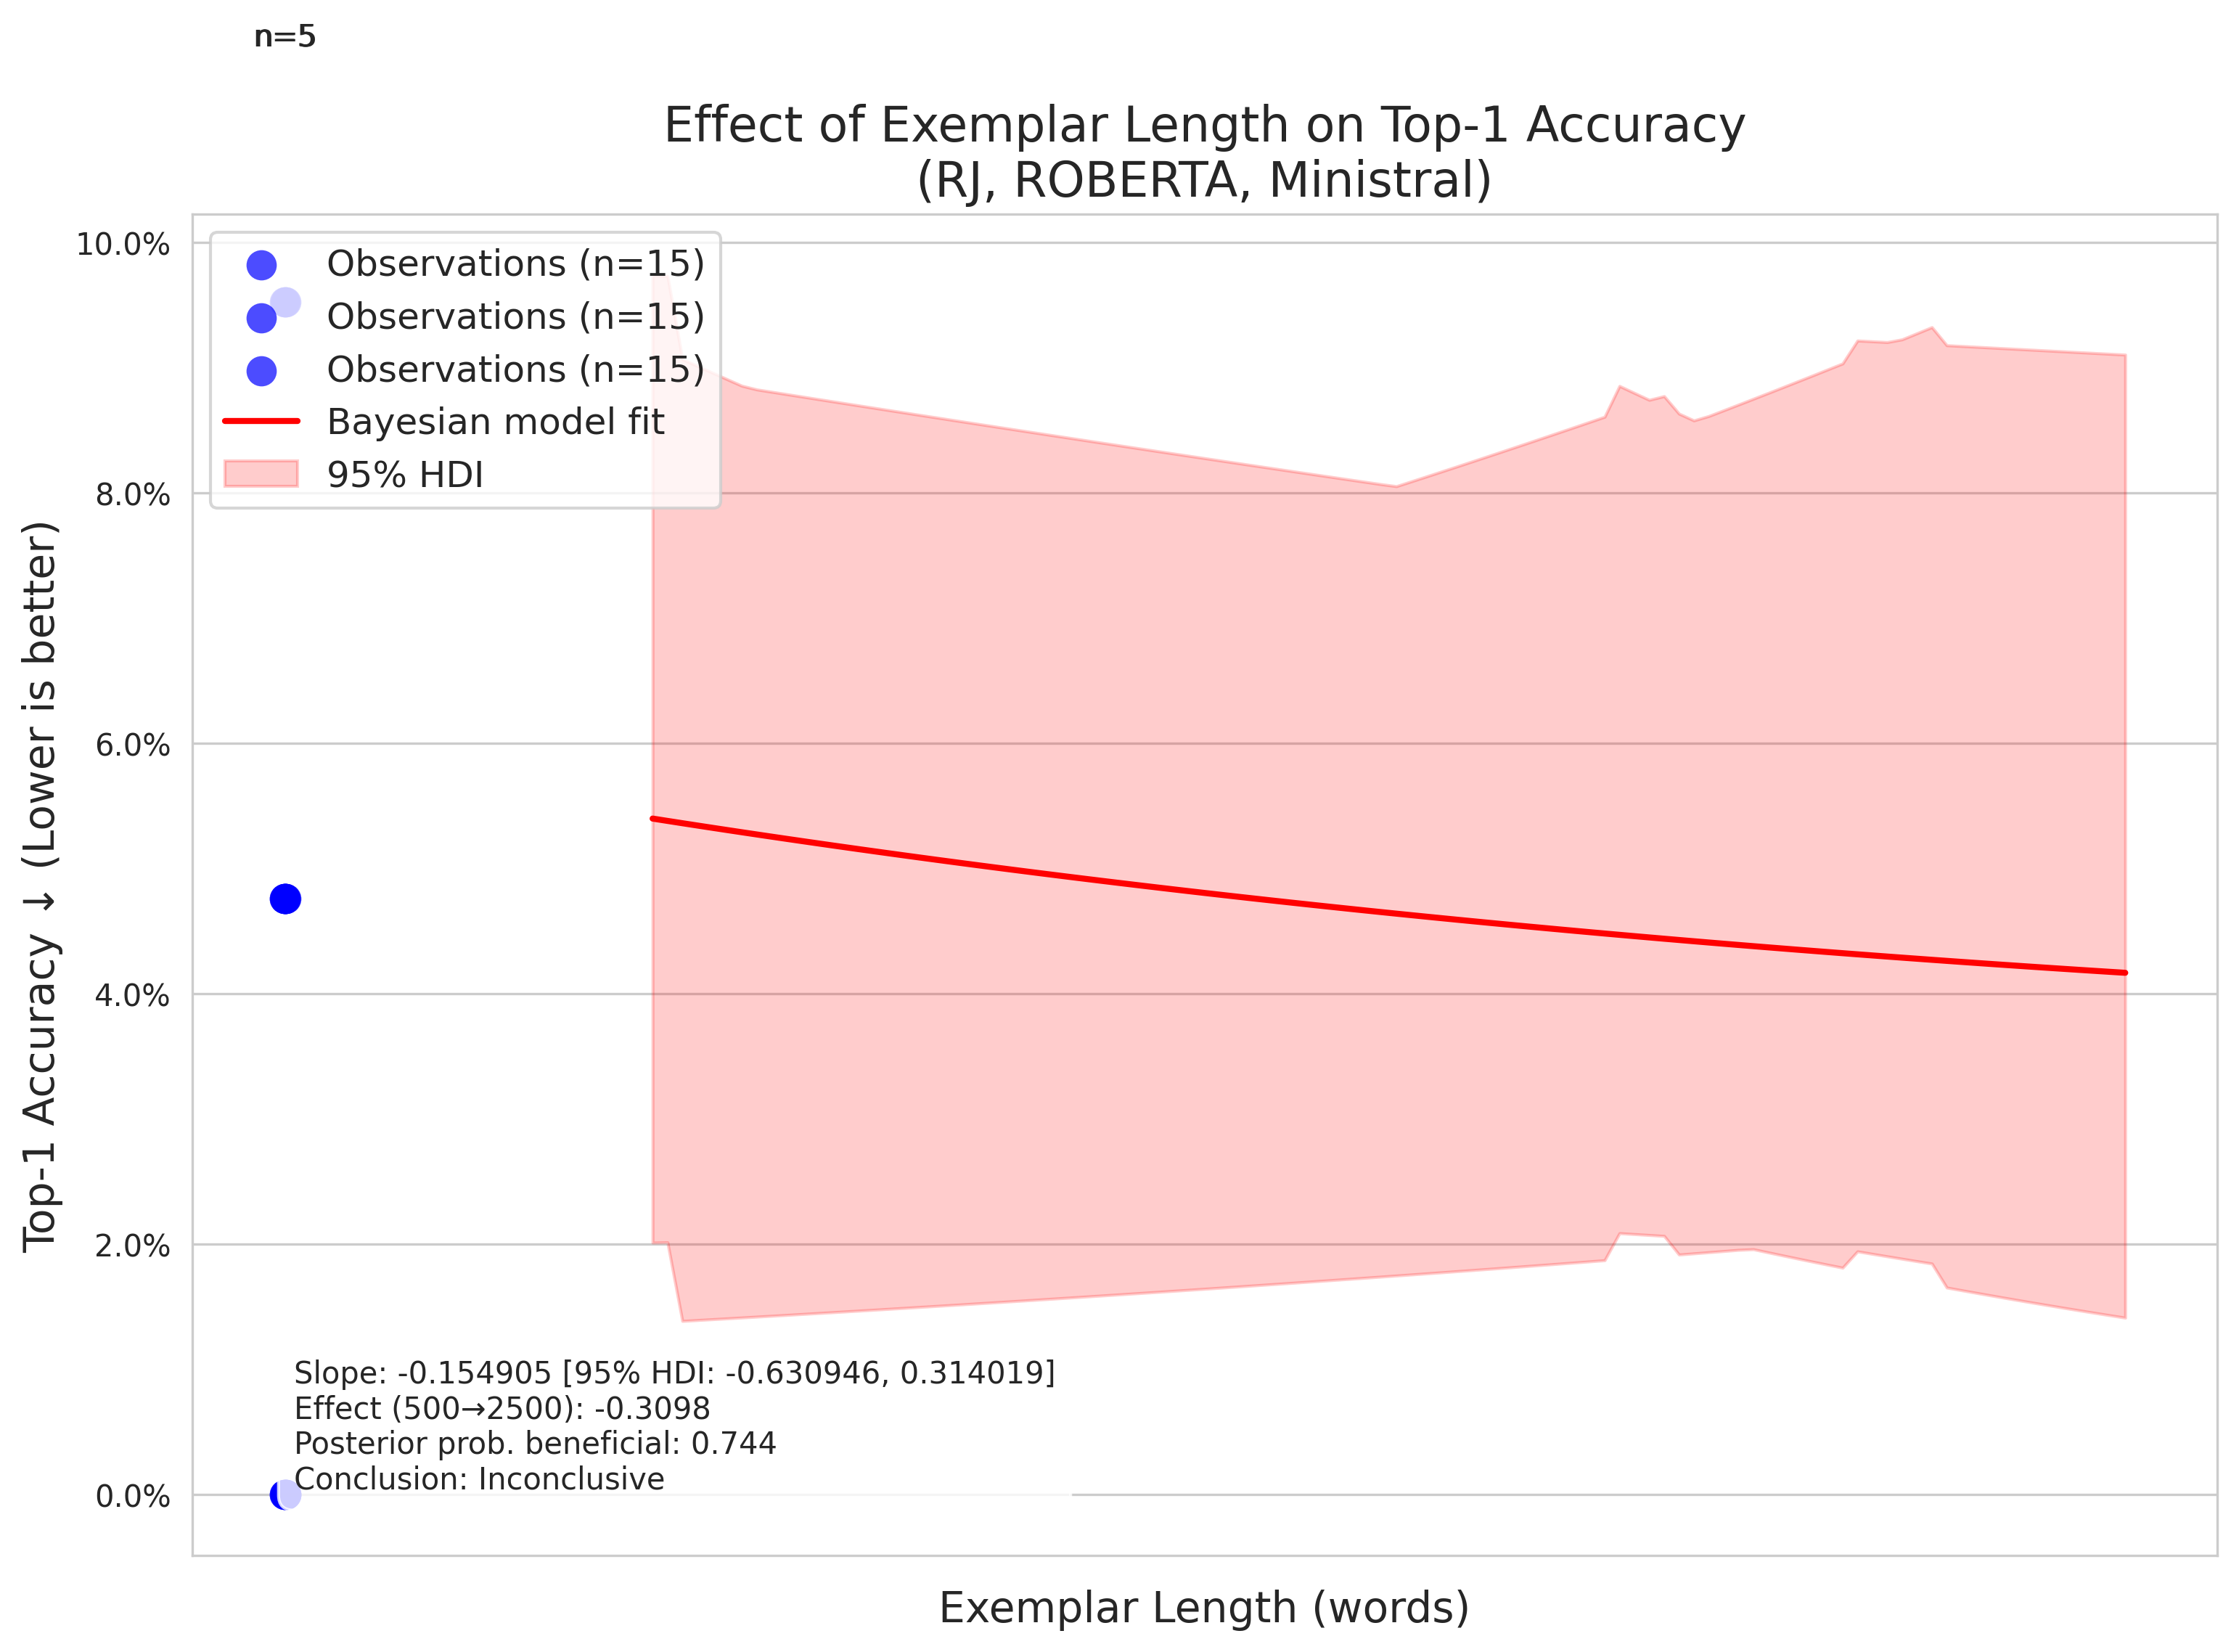 n=5
Effect of Exemplar Length on Top-1 Accuracy
(RJ, ROBERTA, Ministral)
10.0%
8.0%
6.0%
4.0%
2.0%
0.0%
Top-1 Accuracy ↓ (Lower is better)
Observations (n=15)
Observations (n=15)
Observations (n=15)
Bayesian model fit
95% HDI
Slope: -0.154905 [95% HDI: -0.630946, 0.314019]
Effect (500→2500): -0.3098
Posterior prob. beneficial: 0.744
Conclusion: Inconclusive
Exemplar Length (words)